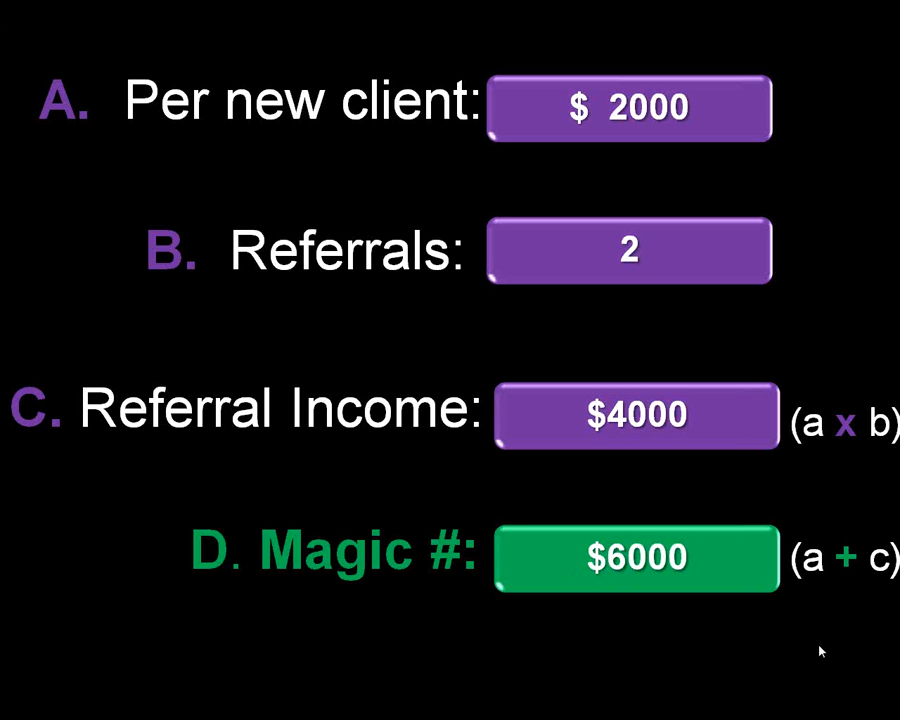 A. Per new client: $ 2000
B. Referrals: 2
C. Referral Income: $4000 (a x b)
D. Magic #: $6000 (a + c)